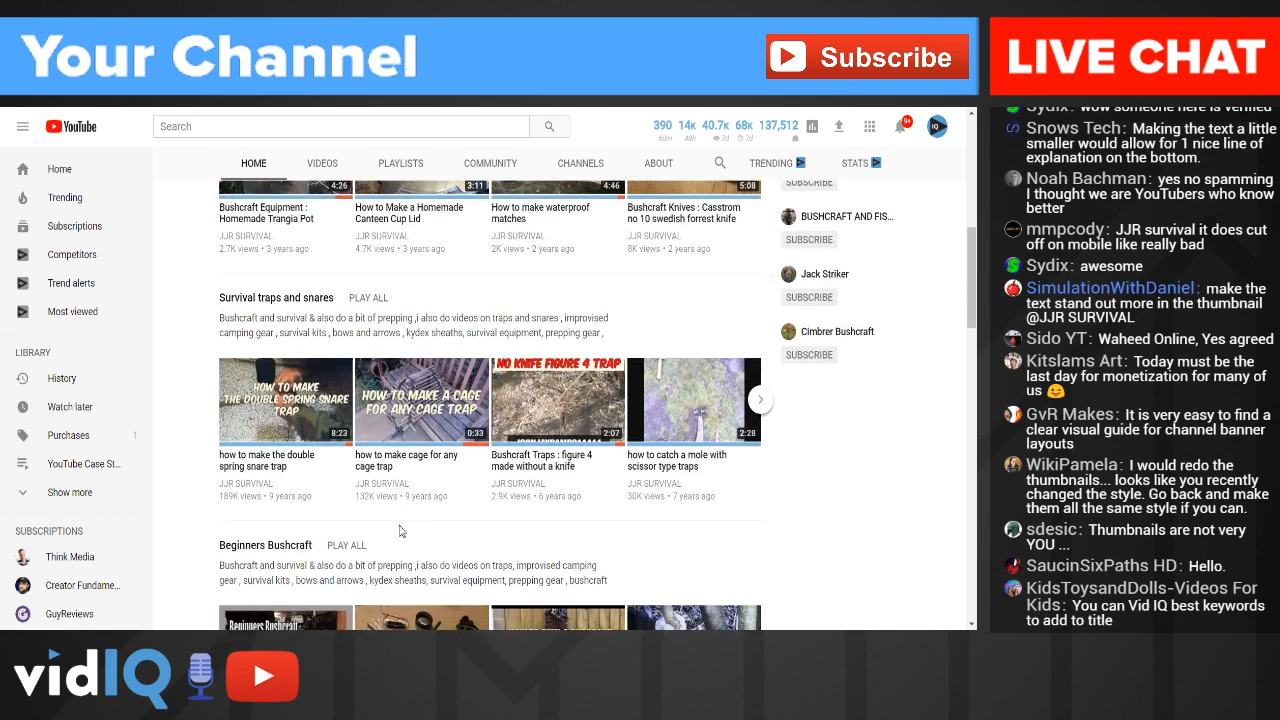 Your Channel
Subscribe
LIVE CHAT
YouTube
Search
390 14K 40.7K 68K 137,512
60m 48h 7d 7d
9+
IQ
HOME VIDEOS PLAYLISTS COMMUNITY CHANNELS ABOUT TRENDING STATS
Home
Trending
Subscriptions
Competitors
Trend alerts
Most viewed
LIBRARY
History
Watch later
Purchases 1
YouTube Case St...
Show more
SUBSCRIPTIONS
Think Media
Creator Fundame...
GuyReviews
4:26 3:11 4:46 5:08
Bushcraft Equipment :
Homemade Trangia Pot
JJR SURVIVAL
2.7K views • 3 years ago
How to Make a Homemade
Canteen Cup Lid
JJR SURVIVAL
4.7K views • 3 years ago
How to make waterproof
matches
JJR SURVIVAL
2K views • 2 years ago
Bushcraft Knives : Casstrom
no 10 swedish forrest knife
JJR SURVIVAL
8K views • 2 years ago
Survival traps and snares PLAY ALL
Bushcraft and survival & also do a bit of prepping ,i also do videos on traps and snares , improvised
camping gear , survival kits , bows and arrows , kydex sheaths, survival equipment, prepping gear ,
HOW TO MAKE
THE DOUBLE SPRING SNARE
TRAP
8:23
HOW TO MAKE A CAGE
FOR ANY CAGE TRAP
0:33
NO KNIFE FIGURE 4 TRAP
2:07
2:28
how to make the double
spring snare trap
JJR SURVIVAL
189K views • 9 years ago
how to make cage for any
cage trap
JJR SURVIVAL
132K views • 9 years ago
Bushcraft Traps : figure 4
made without a knife
JJR SURVIVAL
2.9K views • 6 years ago
how to catch a mole with
scissor type traps
JJR SURVIVAL
30K views • 7 years ago
Beginners Bushcraft PLAY ALL
Bushcraft and survival & also do a bit of prepping ,i also do videos on traps, improvised camping
gear , survival kits , bows and arrows , kydex sheaths, survival equipment, prepping gear , bushcraft
Beginners Bushcraft
SUBSCRIBE
BUSHCRAFT AND FIS...
SUBSCRIBE
Jack Striker
SUBSCRIBE
Cimbrer Bushcraft
SUBSCRIBE
Sydix: wow someone here is verified
Snows Tech: Making the text a little
smaller would allow for 1 nice line of
explanation on the bottom.
Noah Bachman: yes no spamming
I thought we are YouTubers who know
better
mmpcody: JJR survival it does cut
off on mobile like really bad
Sydix: awesome
SimulationWithDaniel: make the
text stand out more in the thumbnail
@JJR SURVIVAL
Sido YT: Waheed Online, Yes agreed
Kitslams Art: Today must be the
last day for monetization for many of
us 😉
GvR Makes: It is very easy to find a
clear visual guide for channel banner
layouts
WikiPamela: I would redo the
thumbnails... looks like you recently
changed the style. Go back and make
them all the same style if you can.
sdesic: Thumbnails are not very
YOU ...
SaucinSixPaths HD: Hello.
KidsToysandDolls-Videos For
Kids: You can Vid IQ best keywords
to add to title
vidIQ